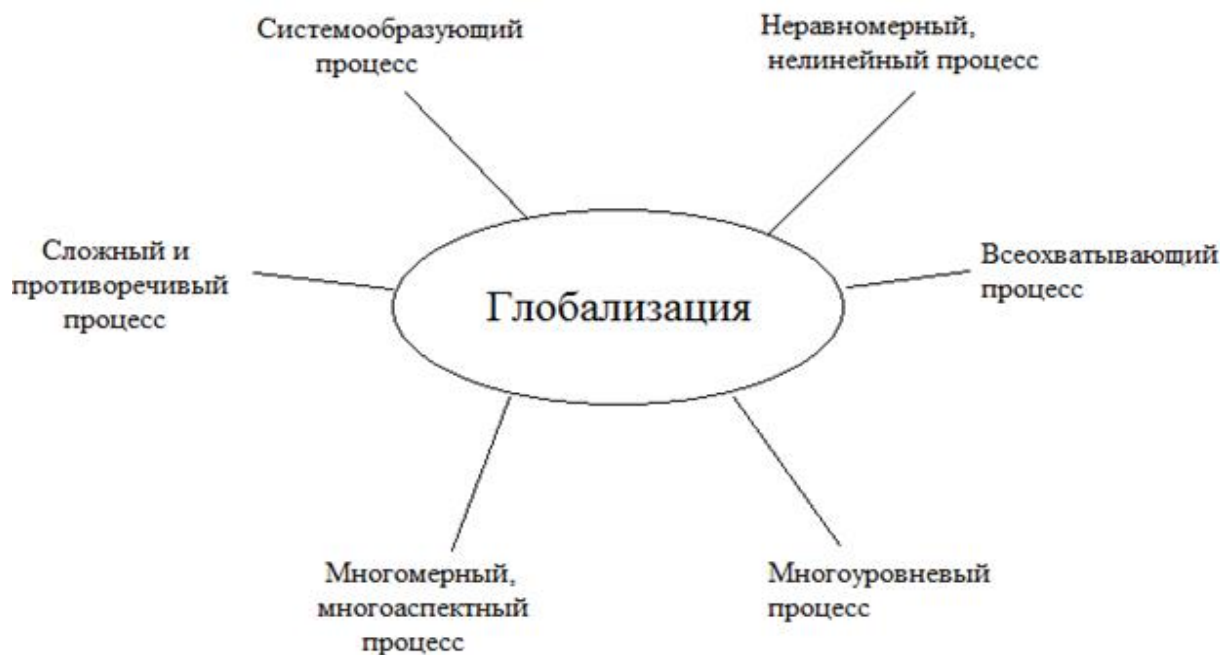 Системообразующий
процесс
Неравномерный,
нелинейный процесс
Сложный и
противоречивый
процесс
Глобализация
Всеохватывающий
процесс
Многомерный,
многоаспектный
процесс
Многоуровневый
процесс